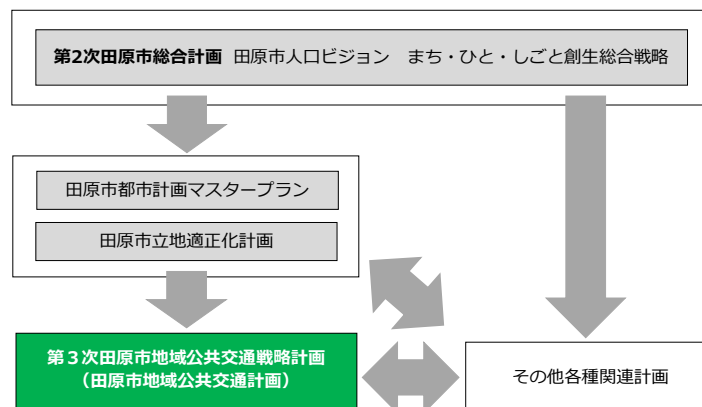 第2次田原市総合計画 田原市人口ビジョン　まち・ひと・しごと創生総合戦略
田原市都市計画マスタープラン
田原市立地適正化計画
第３次田原市地域公共交通戦略計画
（田原市地域公共交通計画）
その他各種関連計画